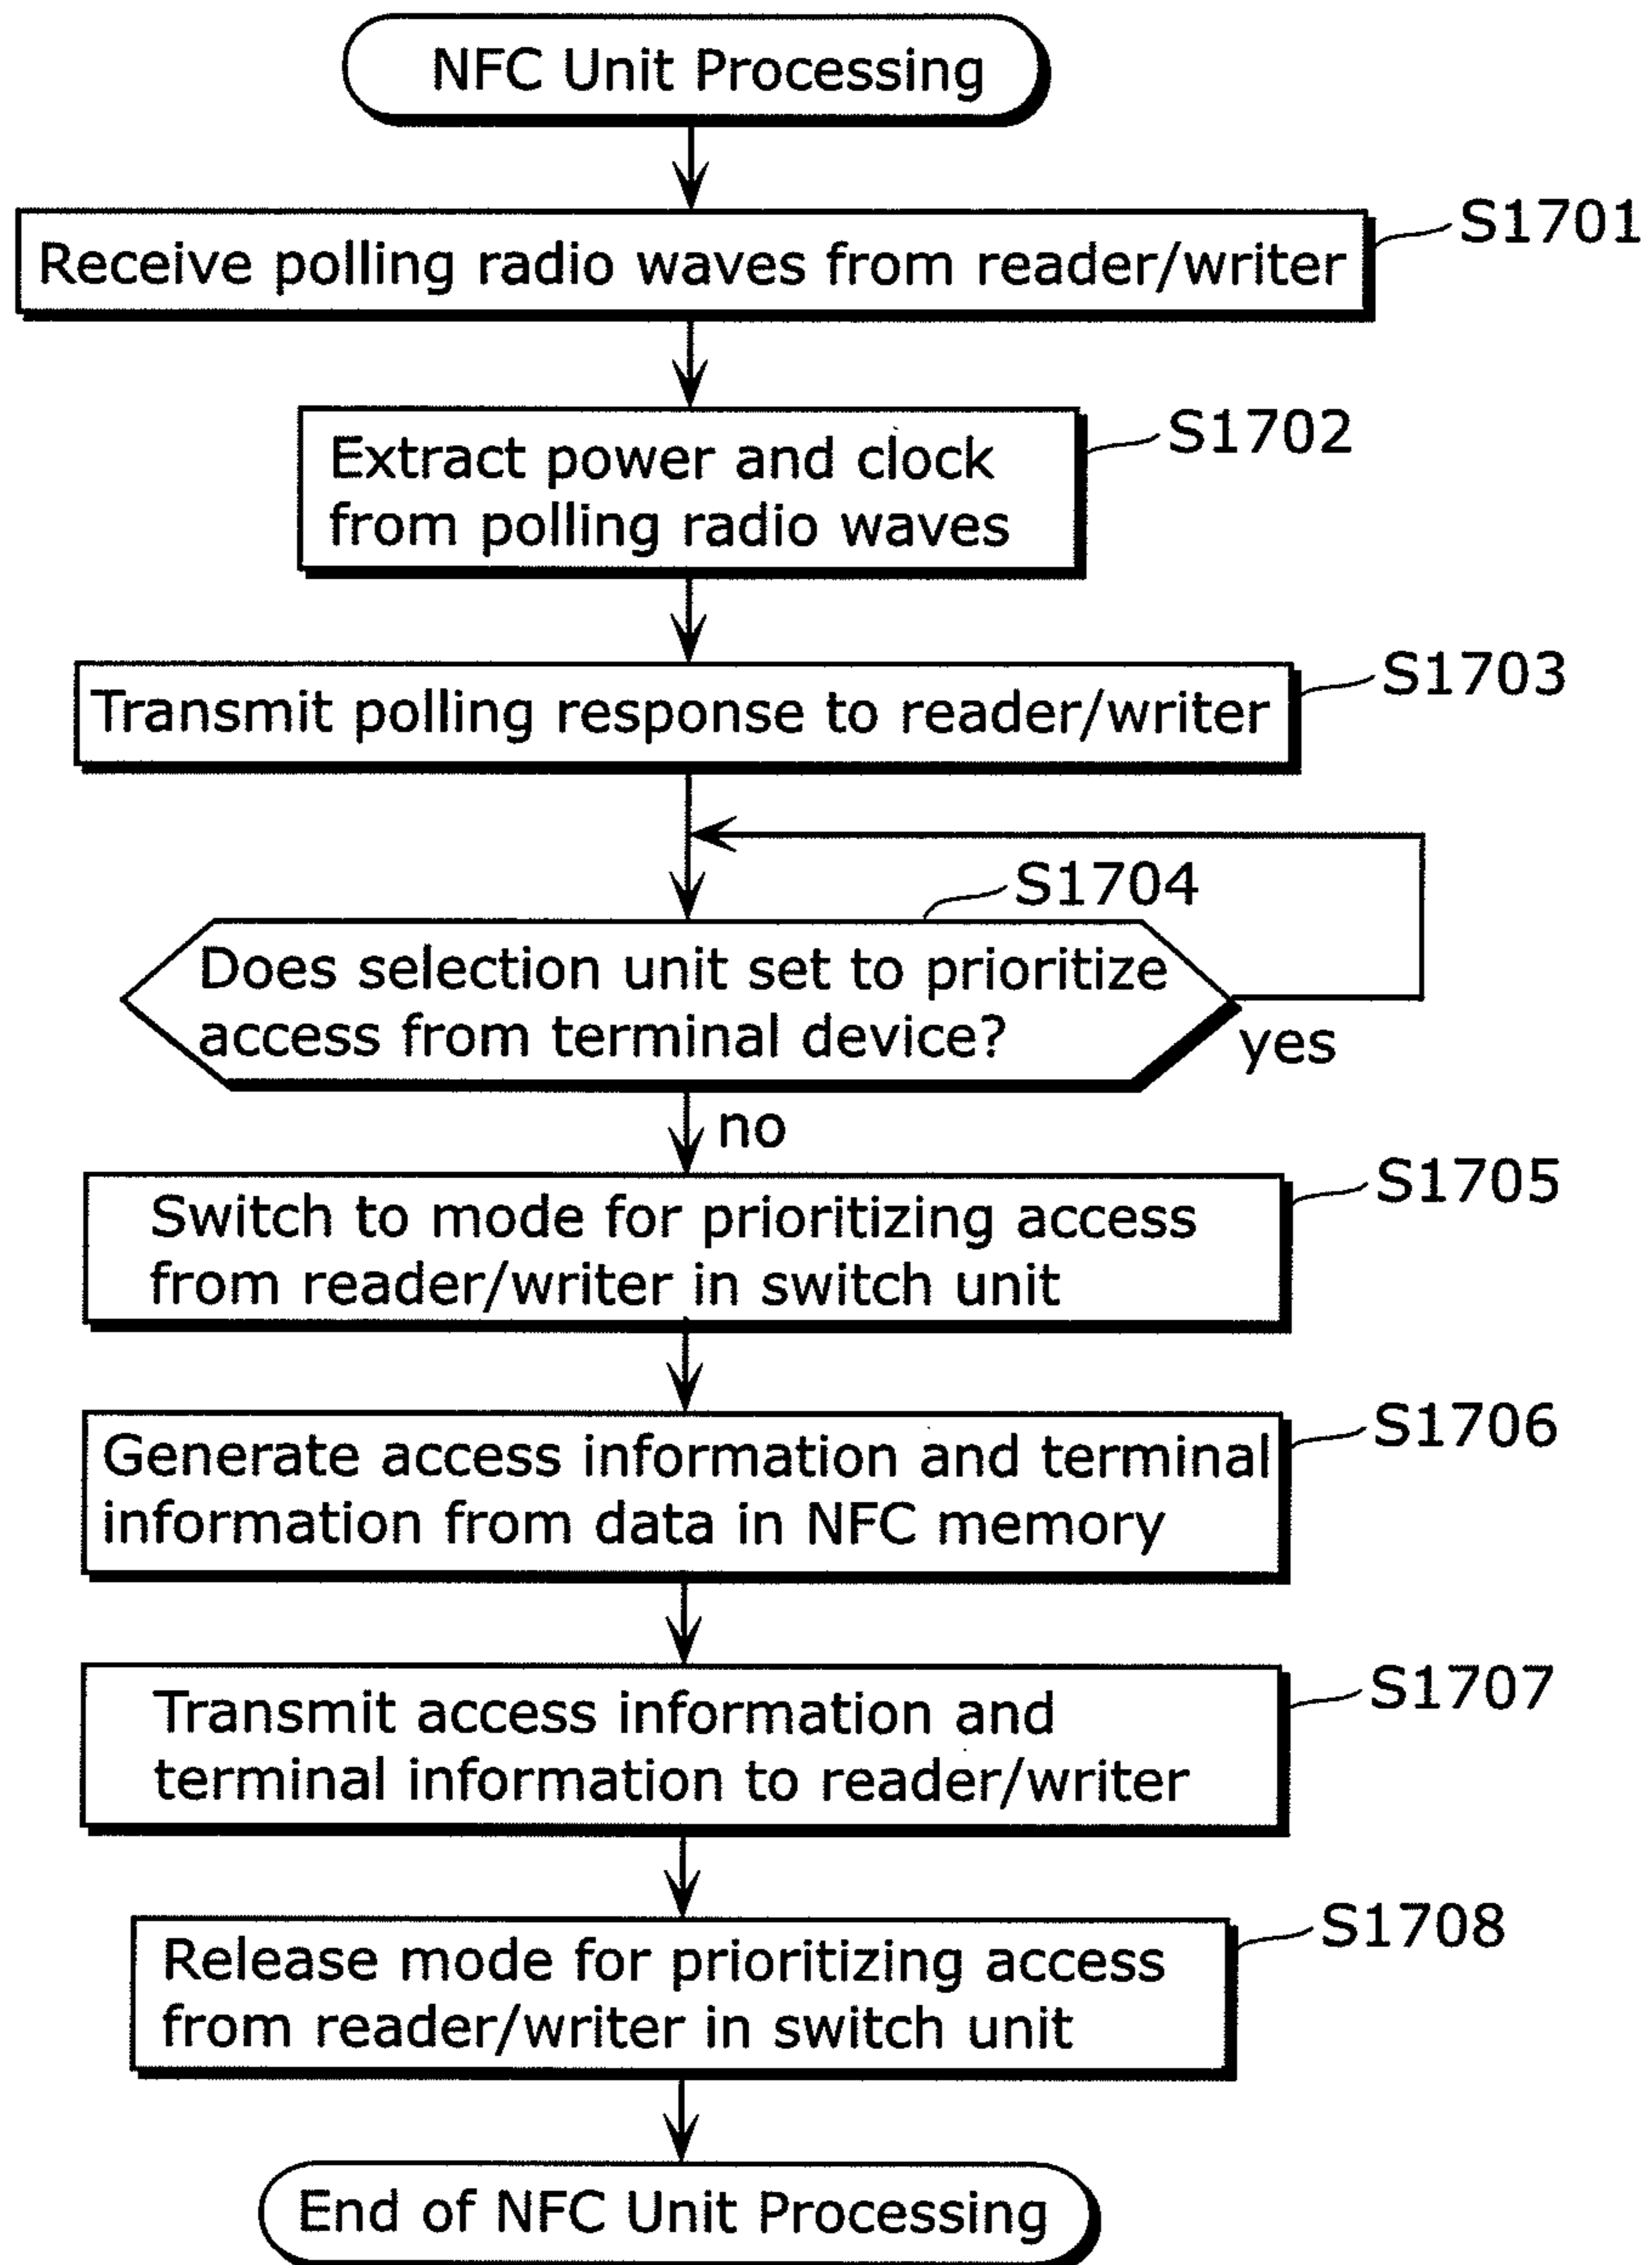 NFC Unit Processing
S1701
Receive polling radio waves from reader/writer
S1702
Extract power and clock
from polling radio waves
S1703
Transmit polling response to reader/writer
S1704
Does selection unit set to prioritize
access from terminal device?
yes
no
S1705
Switch to mode for prioritizing access
from reader/writer in switch unit
S1706
Generate access information and terminal
information from data in NFC memory
S1707
Transmit access information and
terminal information to reader/writer
S1708
Release mode for prioritizing access
from reader/writer in switch unit
End of NFC Unit Processing